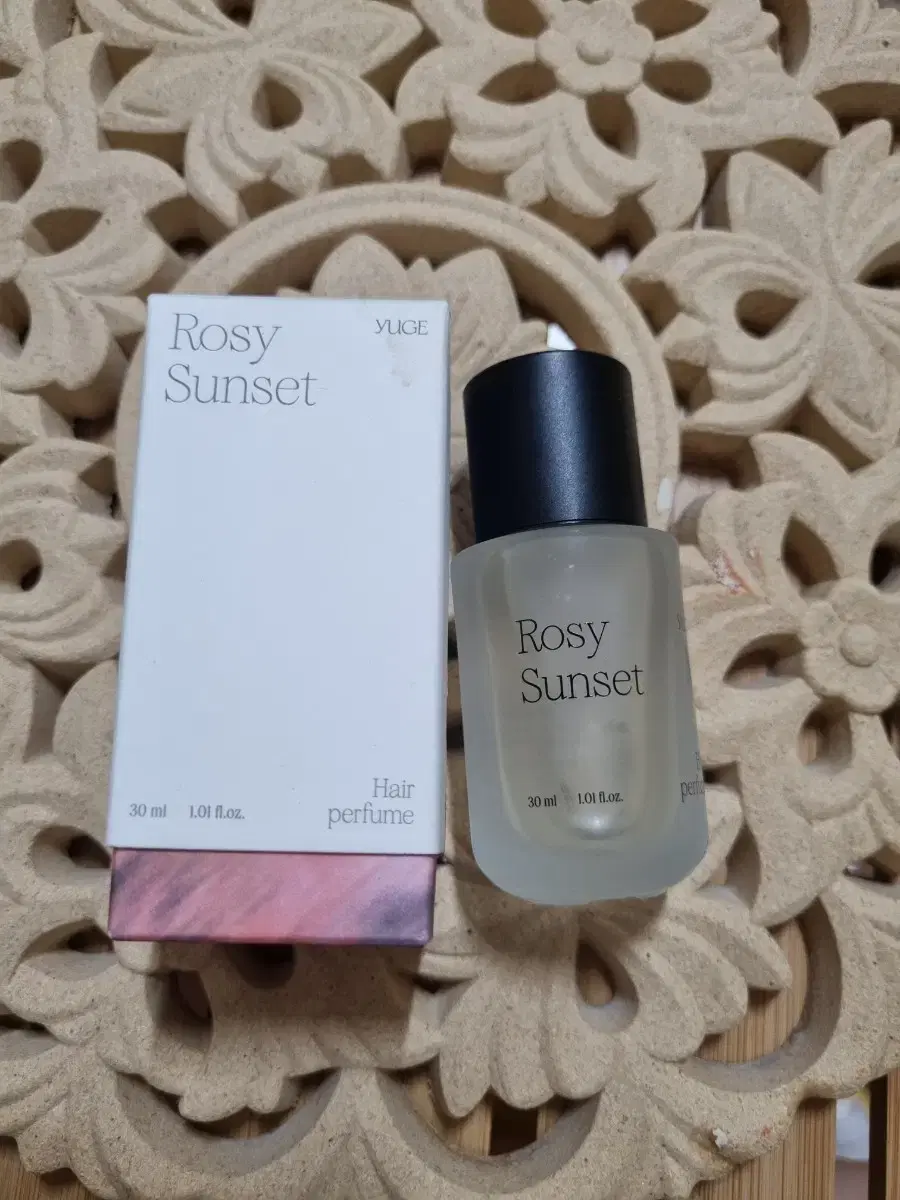 Rosy
Sunset
YUGE
30 ml 1.01 fl.oz.
Hair
perfume
Rosy
Sunset
30 ml 1.01 fl.oz.